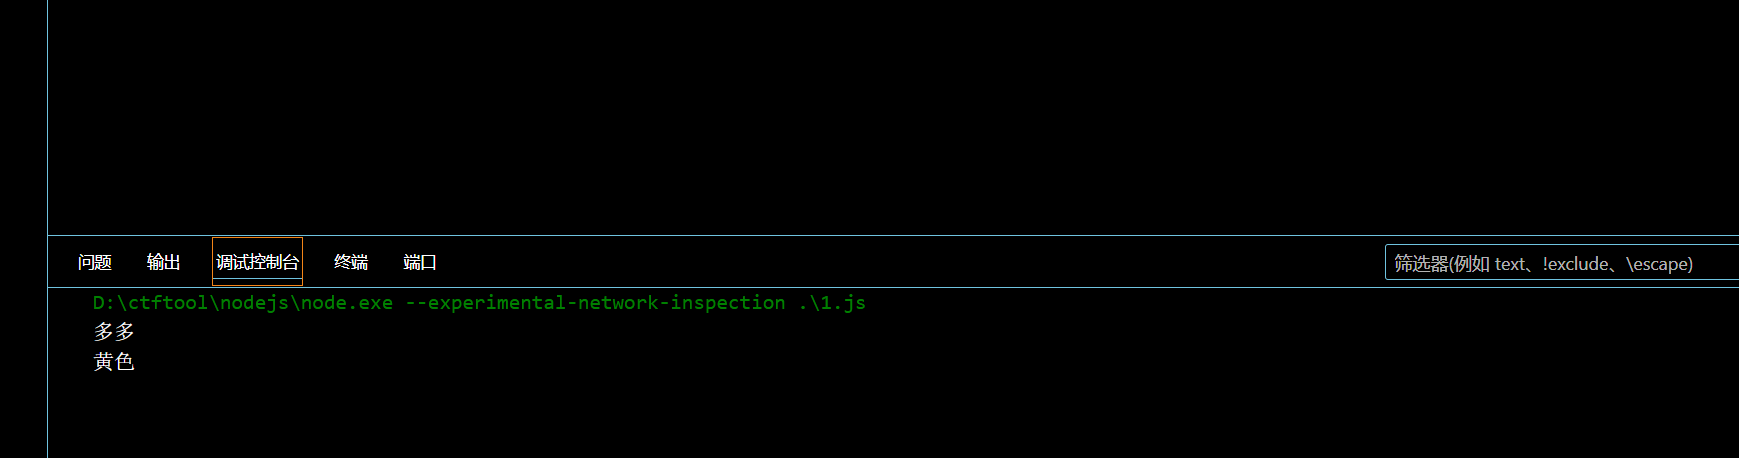 问题 输出 调试控制台 终端 端口 筛选器(例如 text、!exclude、\escape)
D:\ctftool\nodejs\node.exe --experimental-network-inspection .\1.js
多多
黄色